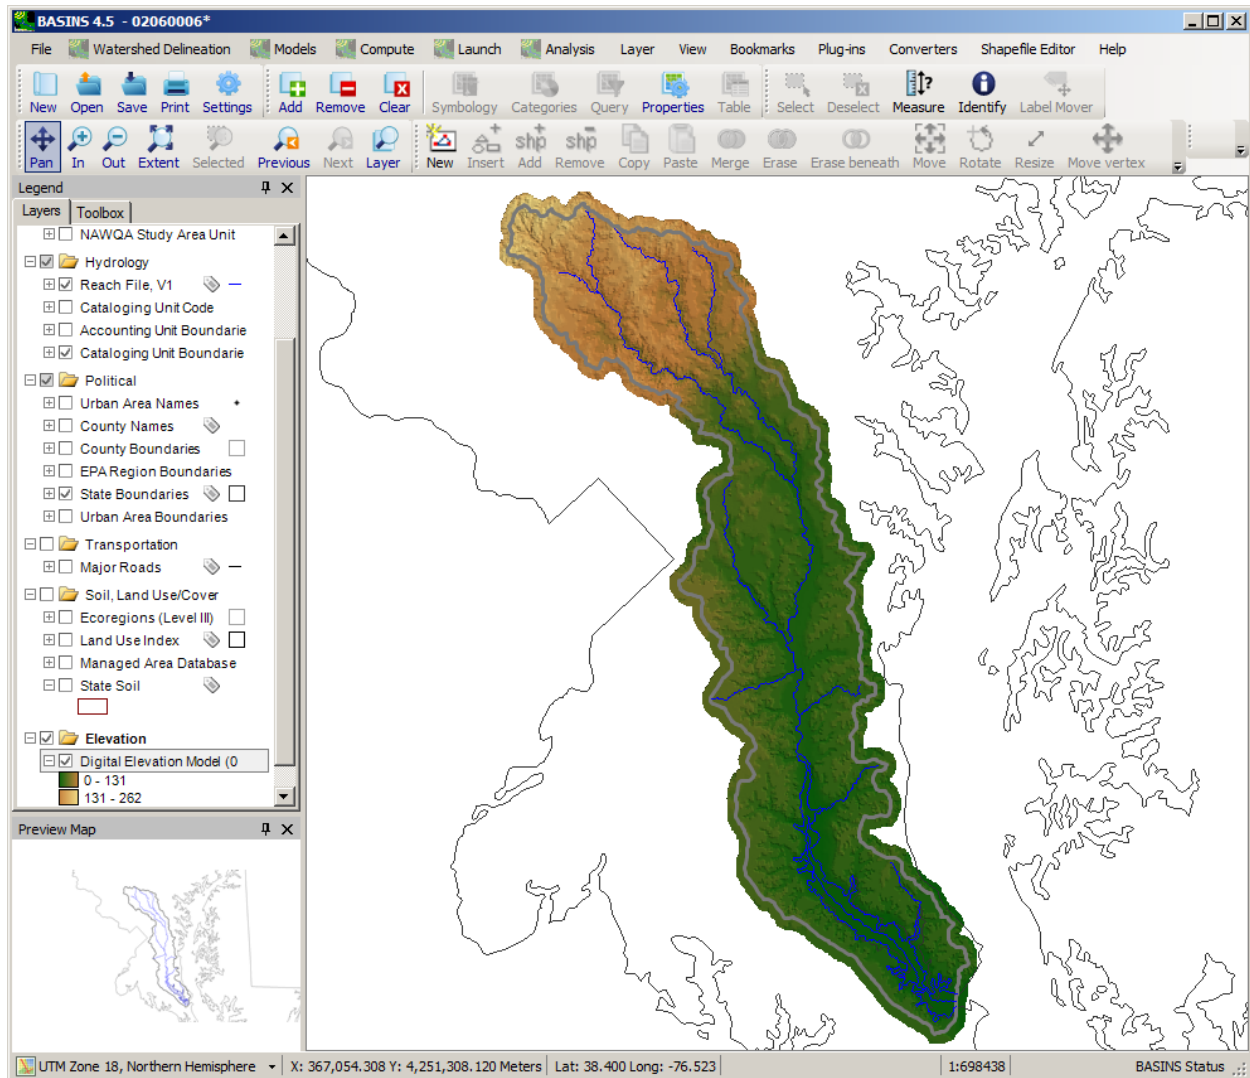 BASINS 4.5 - 02060006*
File Watershed Delineation Models Compute Launch Analysis Layer View Bookmarks Plug-ins Converters Shapefile Editor Help
New Open Save Print Settings Add Remove Clear Symbology Categories Query Properties Table Select Deselect Measure Identify Label Mover
Pan In Out Extent Selected Previous Next Layer New Insert Add Remove Copy Paste Merge Erase Erase beneath Move Rotate Resize Move vertex
Legend
Layers Toolbox
NAWQA Study Area Unit
Hydrology
Reach File, V1
Cataloging Unit Code
Accounting Unit Boundarie
Cataloging Unit Boundarie
Political
Urban Area Names
County Names
County Boundaries
EPA Region Boundaries
State Boundaries
Urban Area Boundaries
Transportation
Major Roads
Soil, Land Use/Cover
Ecoregions (Level III)
Land Use Index
Managed Area Database
State Soil
Elevation
Digital Elevation Model (0
0 - 131
131 - 262
Preview Map
UTM Zone 18, Northern Hemisphere X: 367,054.308 Y: 4,251,308.120 Meters Lat: 38.400 Long: -76.523 1:698438 BASINS Status